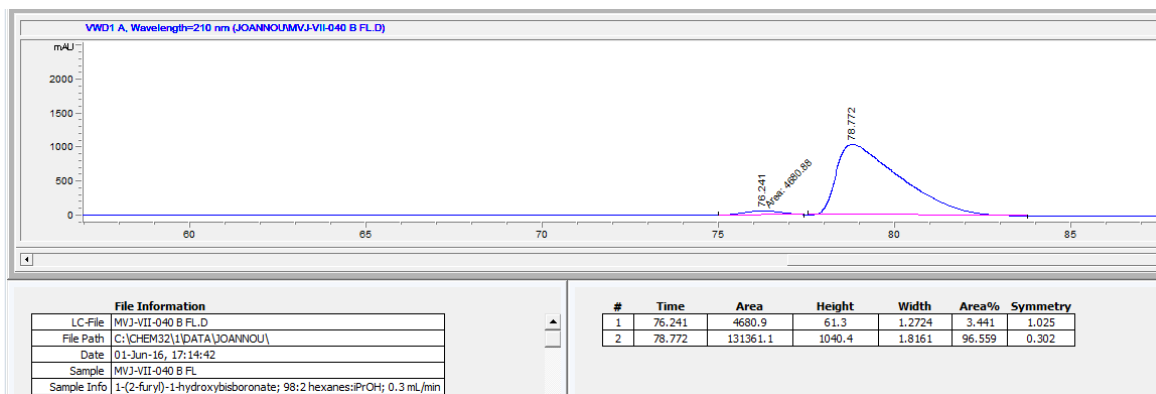 VWD1 A, Wavelength=210 nm (JOANNOU\MVJ-VII-040 B FL.D)
mAU
2000
1500
1000
500
0
76.241
Area: 4680.88
78.772
60 65 70 75 80 85
File Information
LC-File MVJ-VII-040 B FL.D
File Path C:\CHEM32\1\DATA\JOANNOU\
Date 01-Jun-16, 17:14:42
Sample MVJ-VII-040 B FL
Sample Info 1-(2-furyl)-1-hydroxybisboronate; 98:2 hexanes:iPrOH; 0.3 mL/min
# Time Area Height Width Area% Symmetry
1 76.241 4680.9 61.3 1.2724 3.441 1.025
2 78.772 131361.1 1040.4 1.8161 96.559 0.302